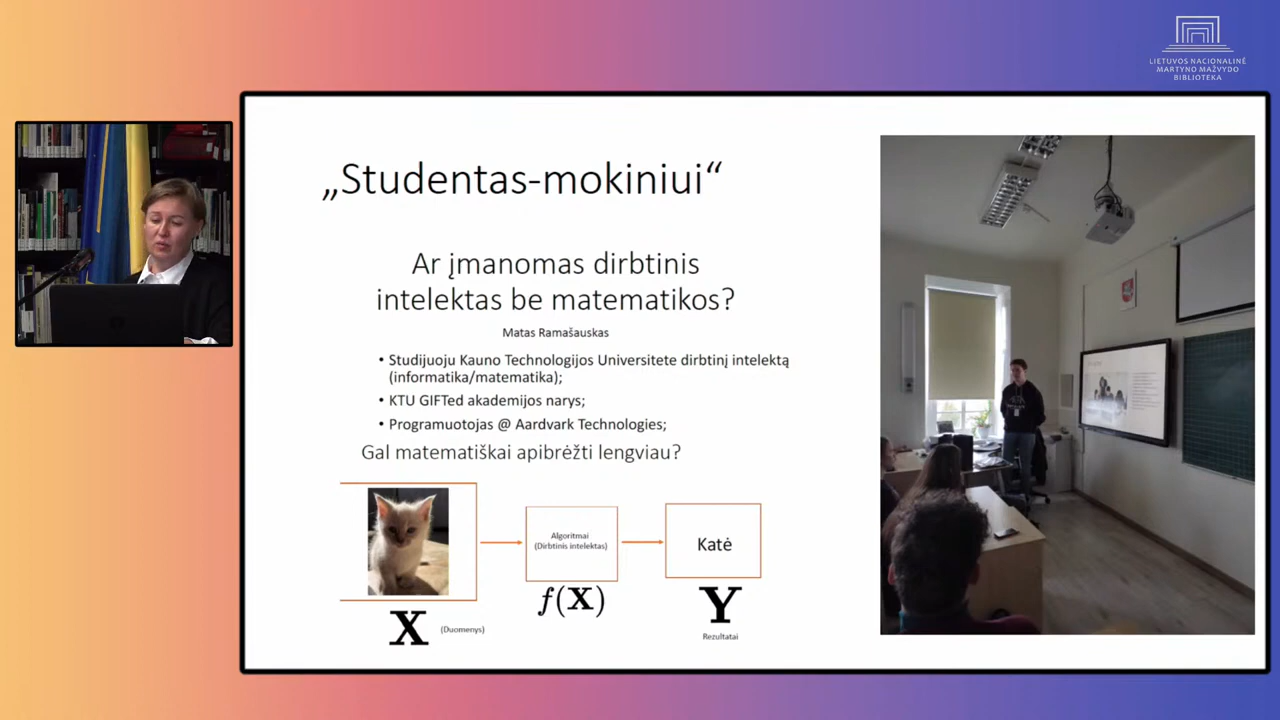 LIETUVOS NACIONALINĖ
MARTYNO MAŽVYDO
BIBLIOTEKA
„Studentas-mokiniui“
Ar įmanomas dirbtinis
intelektas be matematikos?
Matas Ramašauskas
• Studijuoju Kauno Technologijos Universitete dirbtinį intelektą
(informatika/matematika);
• KTU GIFTed akademijos narys;
• Programuotojas @ Aardvark Technologies;
Gal matematiškai apibrėžti lengviau?
Algoritmai
(Dirbtinis intelektas)
Katė
f(X)
X
(Duomenys)
Y
Rezultatai